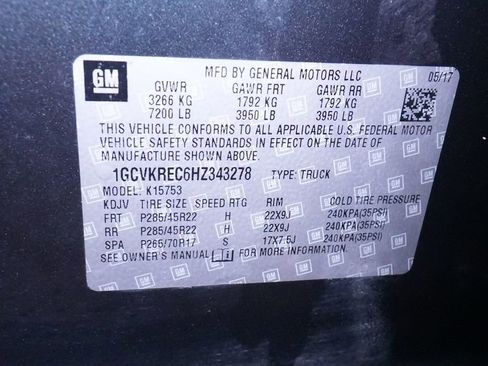 GM
MFD BY GENERAL MOTORS LLC
05/17
GVWR GAWR FRT GAWR RR
3266 KG 1792 KG 1792 KG
7200 LB 3950 LB 3950 LB
THIS VEHICLE CONFORMS TO ALL APPLICABLE U.S. FEDERAL MOTOR
VEHICLE SAFETY STANDARDS IN EFFECT ON THE DATE OF
MANUFACTURE SHOWN ABOVE.
1GCVKREC6HZ343278 TYPE: TRUCK
MODEL: K15753
KDJV TIRE SIZE SPEED RTG RIM COLD TIRE PRESSURE
FRT P285/45R22 H 22X9J 240KPA(35PSI)
RR P285/45R22 H 22X9J 240KPA(35PSI)
SPA P265/70R17 S 17X7.5J 240KPA(35PSI)
SEE OWNER'S MANUAL FOR MORE INFORMATION.